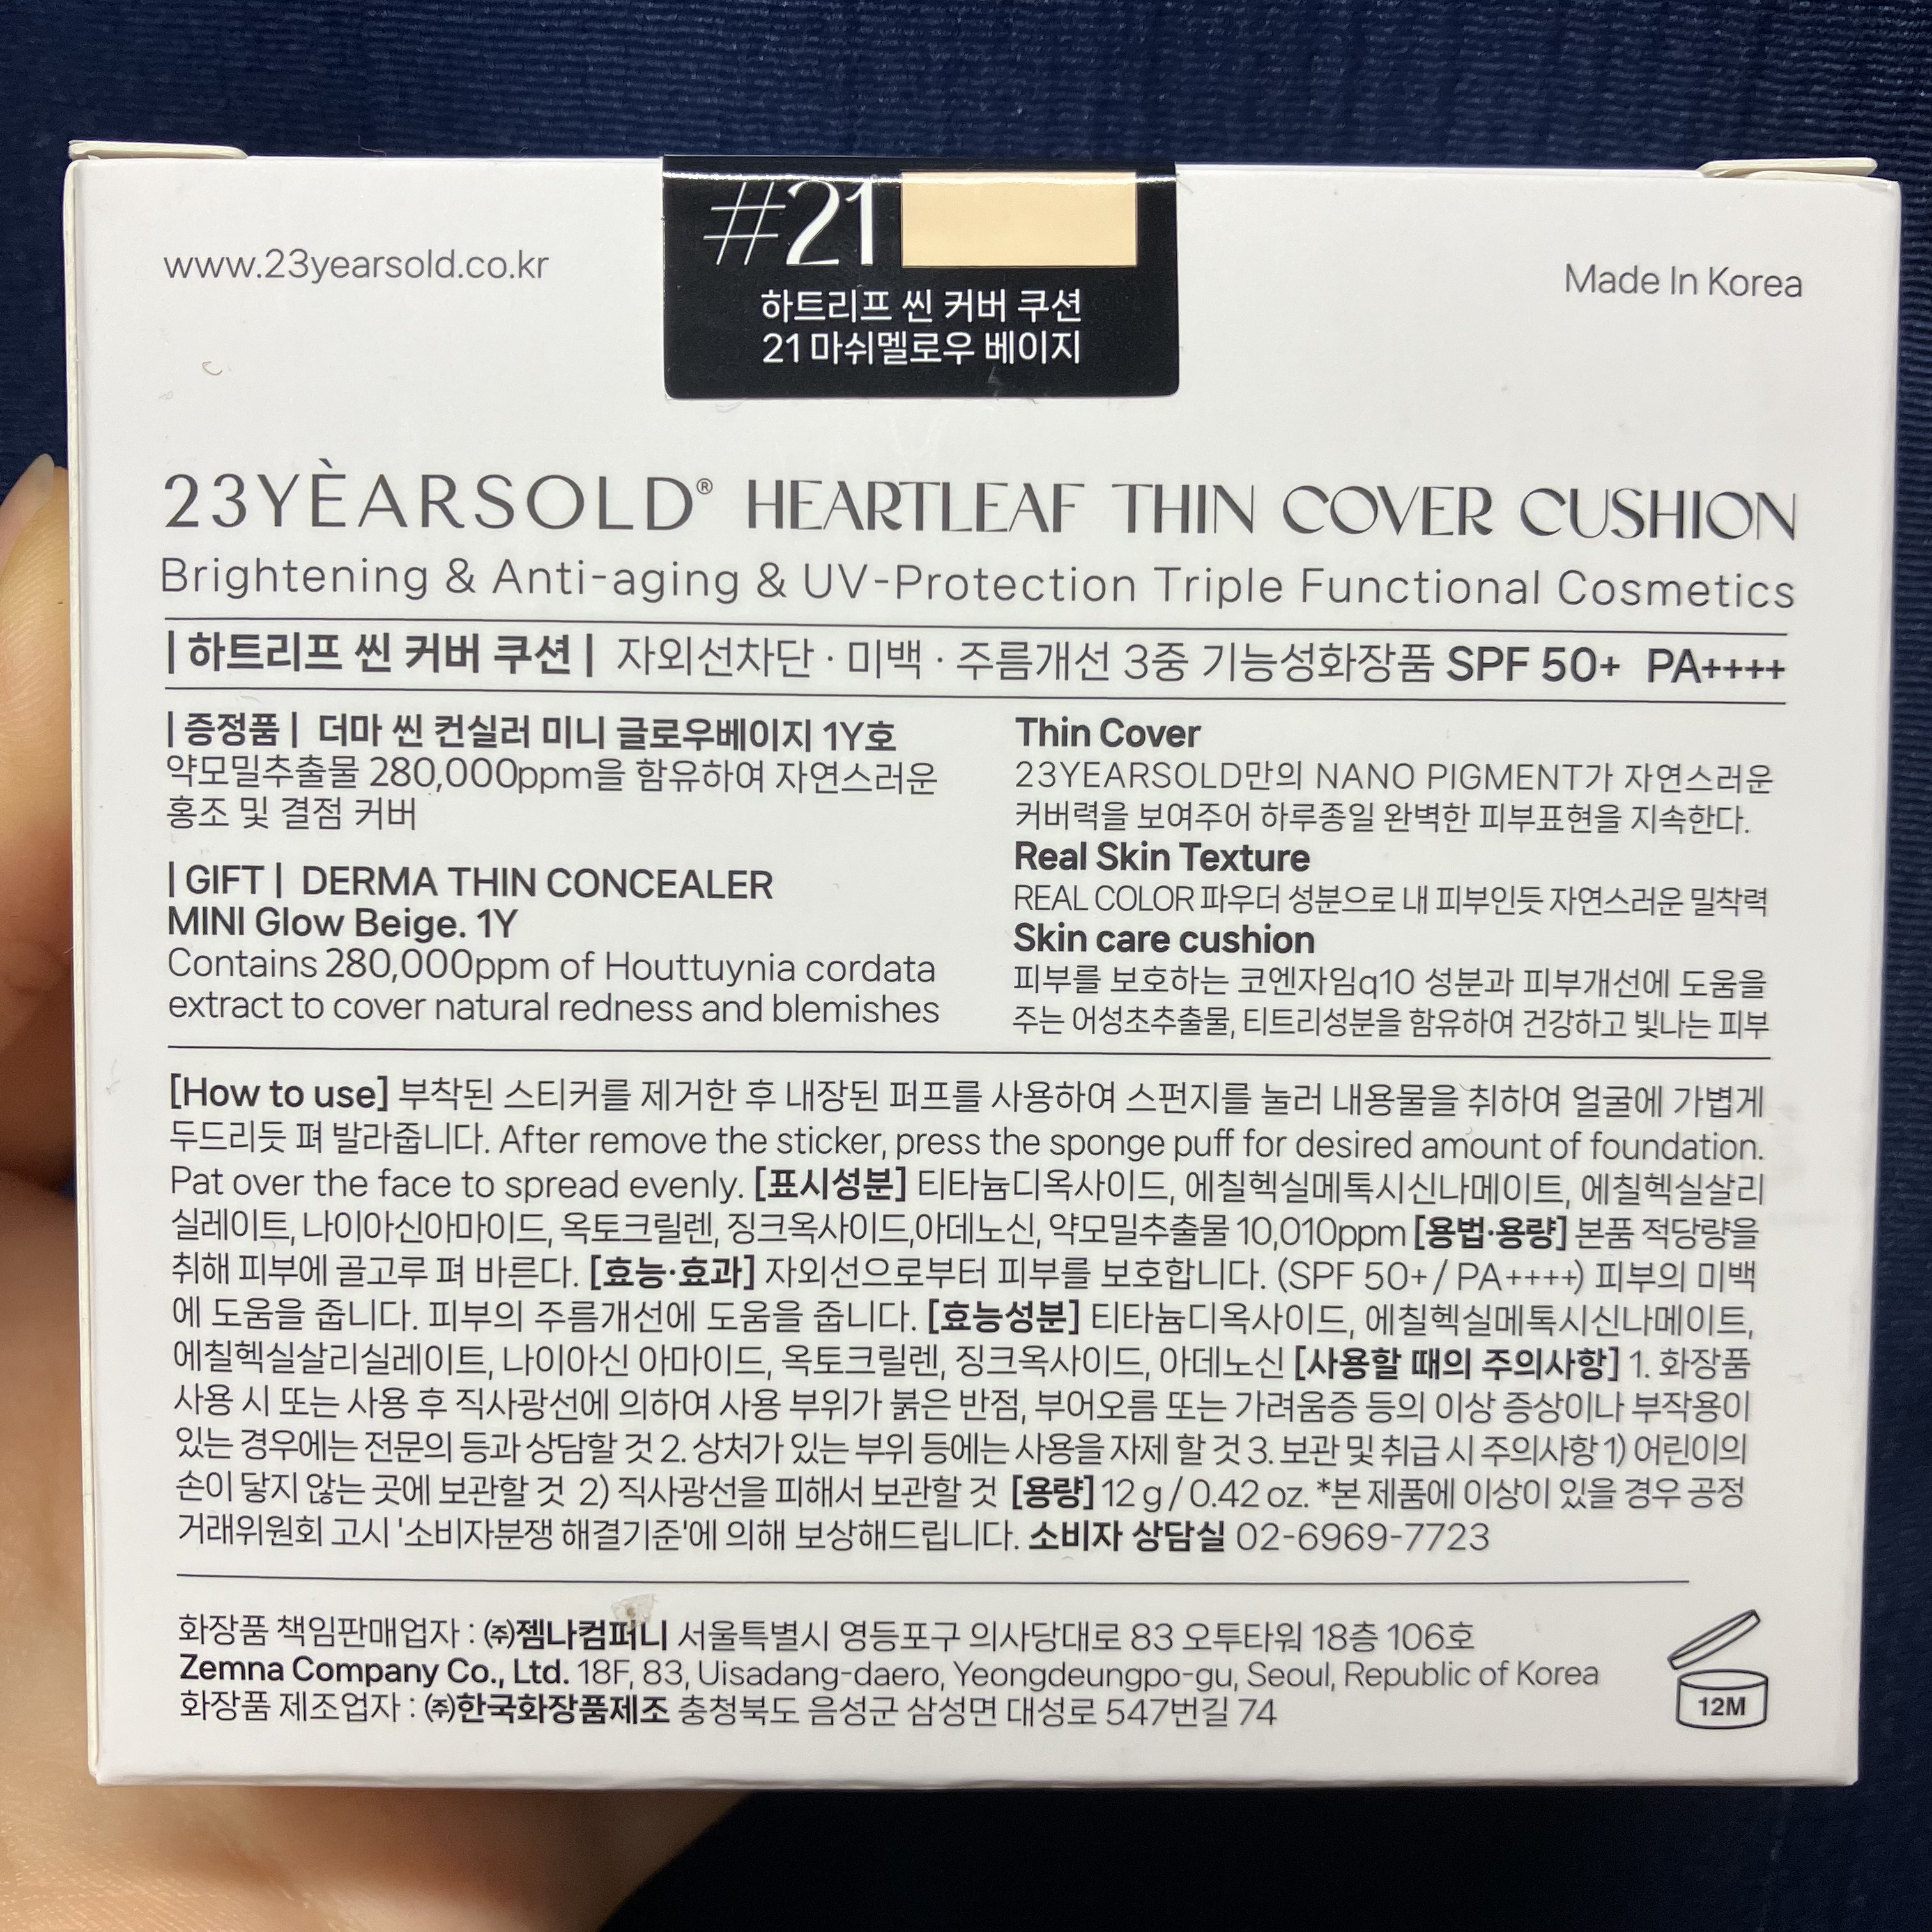 #21
하트리프 씬 커버 쿠션
21 마쉬멜로우 베이지
www.23yearsold.co.kr
Made In Korea
23YÈARSOLD® HEARTLEAF THIN COVER CUSHION
Brightening & Anti-aging & UV-Protection Triple Functional Cosmetics
| 하트리프 씬 커버 쿠션 | 자외선차단 · 미백 · 주름개선 3중 기능성화장품 SPF 50+ PA++++
| 증정품 | 더마 씬 컨실러 미니 글로우베이지 1Y호
약모밀추출물 280,000ppm을 함유하여 자연스러운
홍조 및 결점 커버
| GIFT | DERMA THIN CONCEALER
MINI Glow Beige. 1Y
Contains 280,000ppm of Houttuynia cordata
extract to cover natural redness and blemishes
Thin Cover
23YEARSOLD만의 NANO PIGMENT가 자연스러운
커버력을 보여주어 하루종일 완벽한 피부표현을 지속한다.
Real Skin Texture
REAL COLOR 파우더 성분으로 내 피부인듯 자연스러운 밀착력
Skin care cushion
피부를 보호하는 코엔자임q10 성분과 피부개선에 도움을
주는 어성초추출물, 티트리성분을 함유하여 건강하고 빛나는 피부
[How to use] 부착된 스티커를 제거한 후 내장된 퍼프를 사용하여 스펀지를 눌러 내용물을 취하여 얼굴에 가볍게
두드리듯 펴 발라줍니다. After remove the sticker, press the sponge puff for desired amount of foundation.
Pat over the face to spread evenly. [표시성분] 티타늄디옥사이드, 에칠헥실메톡시신나메이트, 에칠헥실살리
실레이트, 나이아신아마이드, 옥토크릴렌, 징크옥사이드,아데노신, 약모밀추출물 10,010ppm [용법·용량] 본품 적당량을
취해 피부에 골고루 펴 바른다. [효능·효과] 자외선으로부터 피부를 보호합니다. (SPF 50+ / PA++++) 피부의 미백
에 도움을 줍니다. 피부의 주름개선에 도움을 줍니다. [효능성분] 티타늄디옥사이드, 에칠헥실메톡시신나메이트,
에칠헥실살리실레이트, 나이아신 아마이드, 옥토크릴렌, 징크옥사이드, 아데노신 [사용할 때의 주의사항] 1. 화장품
사용 시 또는 사용 후 직사광선에 의하여 사용 부위가 붉은 반점, 부어오름 또는 가려움증 등의 이상 증상이나 부작용이
있는 경우에는 전문의 등과 상담할 것 2. 상처가 있는 부위 등에는 사용을 자제 할 것 3. 보관 및 취급 시 주의사항 1) 어린이의
손이 닿지 않는 곳에 보관할 것 2) 직사광선을 피해서 보관할 것 [용량] 12 g / 0.42 oz. *본 제품에 이상이 있을 경우 공정
거래위원회 고시 '소비자분쟁 해결기준'에 의해 보상해드립니다. 소비자 상담실 02-6969-7723
화장품 책임판매업자 : ㈜젬나컴퍼니 서울특별시 영등포구 의사당대로 83 오투타워 18층 106호
Zemna Company Co., Ltd. 18F, 83, Uisadang-daero, Yeongdeungpo-gu, Seoul, Republic of Korea
화장품 제조업자 : ㈜한국화장품제조 충청북도 음성군 삼성면 대성로 547번길 74
12M